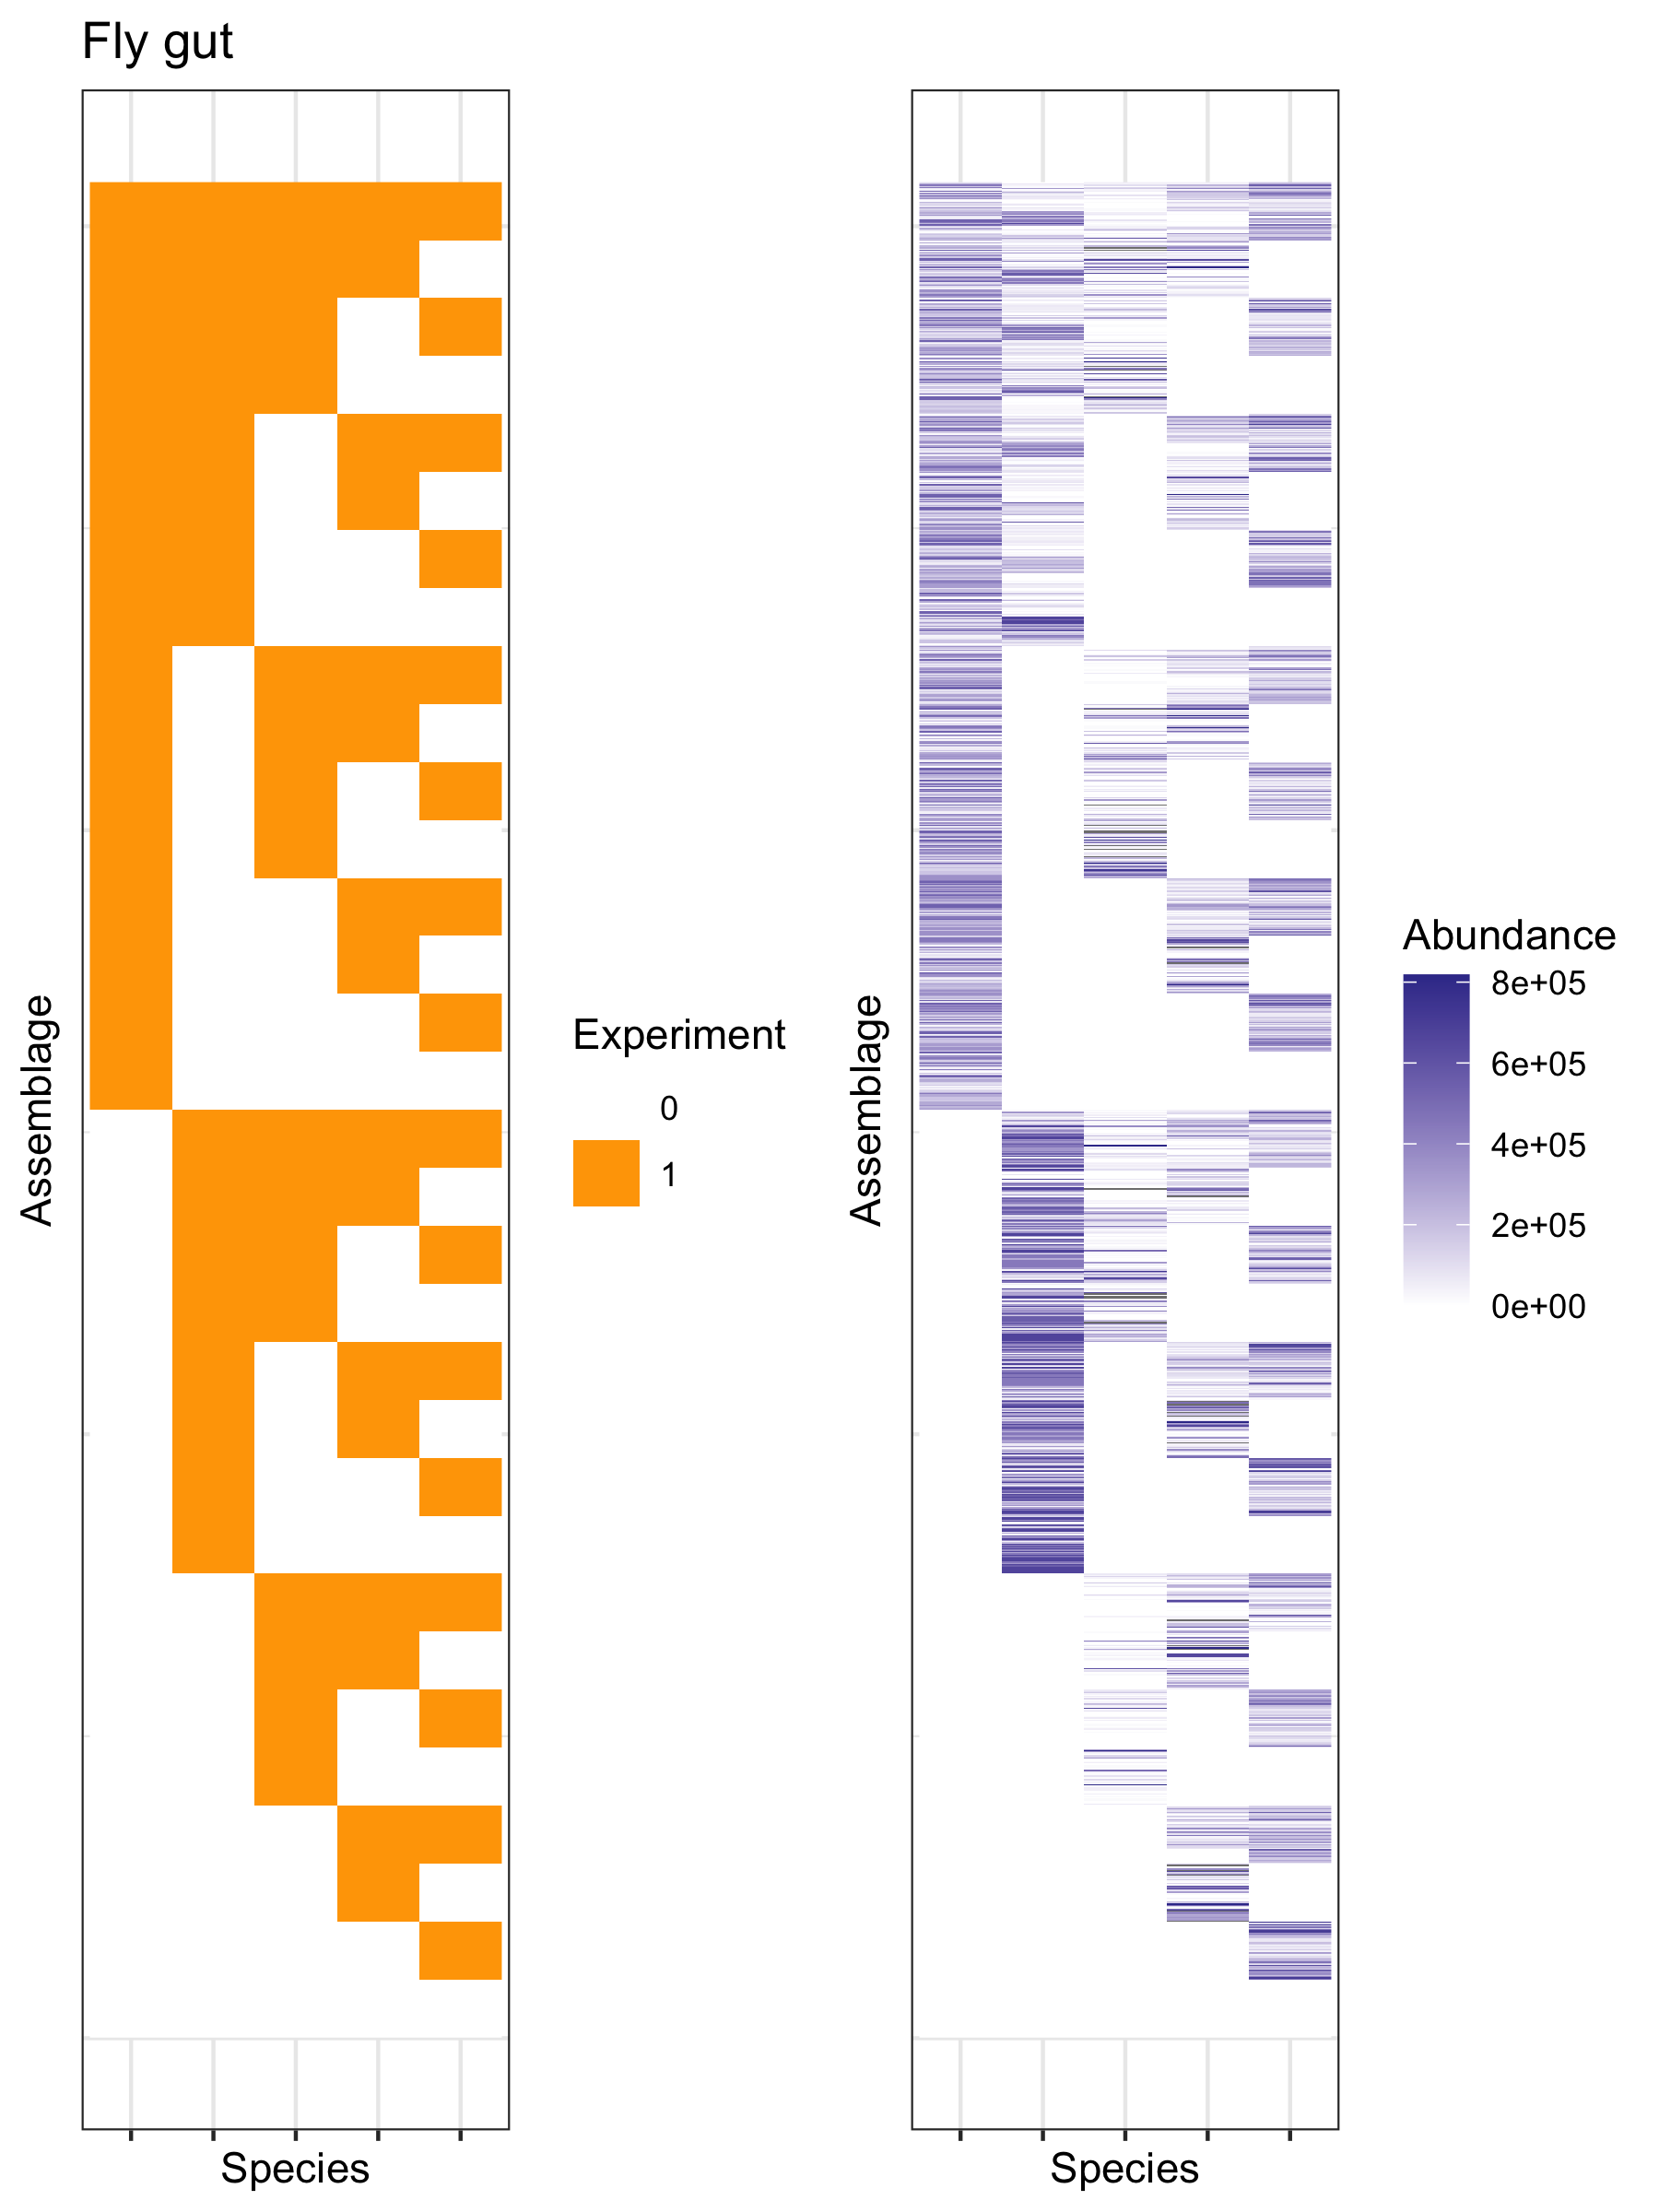 Fly gut
Assemblage
Species
Experiment
0
1
Assemblage
Species
Abundance
8e+05
6e+05
4e+05
2e+05
0e+00